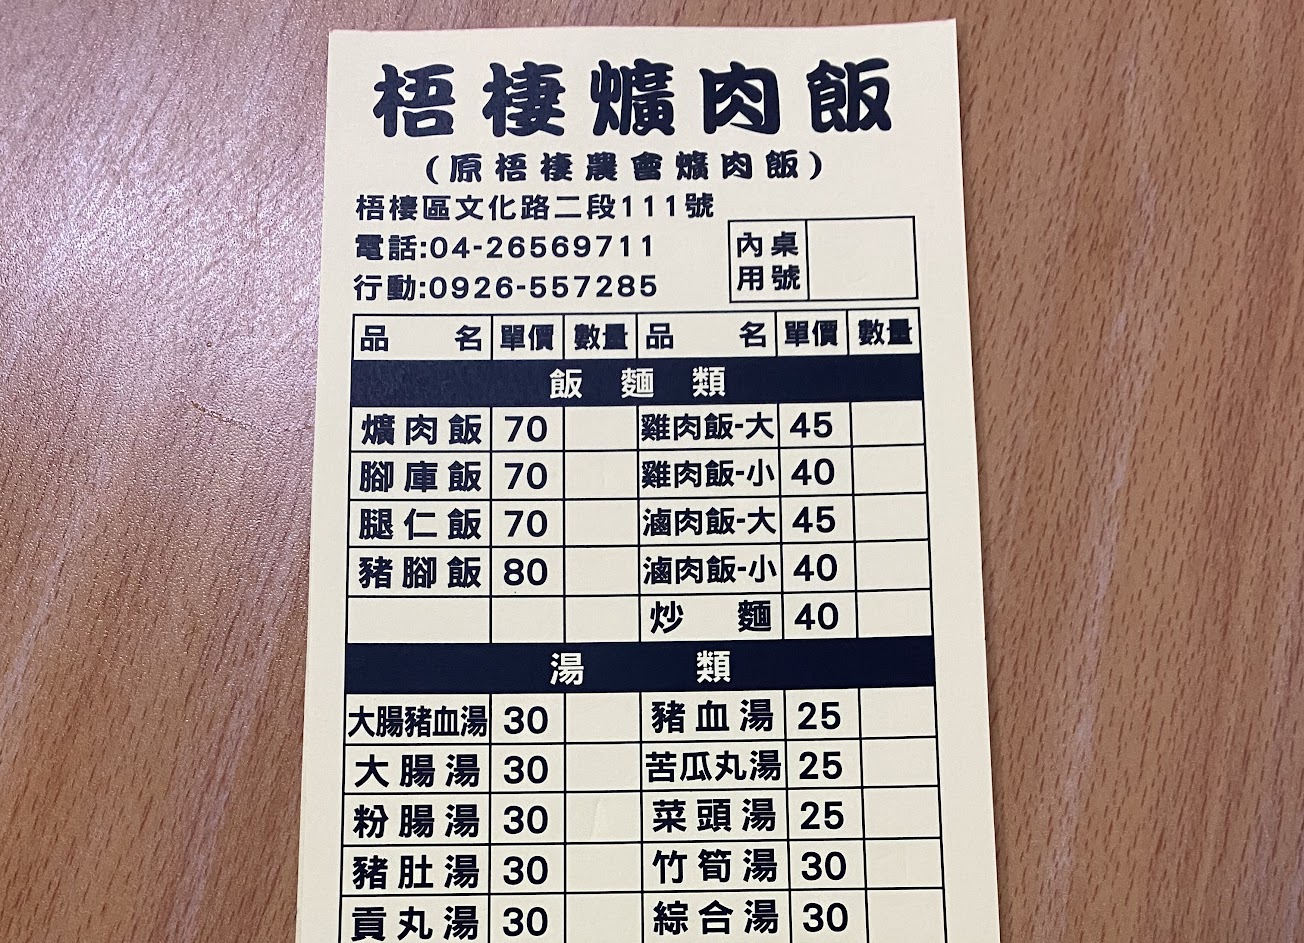 梧棲爌肉飯
(原梧棲農會爌肉飯)
梧棲區文化路二段111號
電話:04-26569711
行動:0926-557285
內用 桌號
品名 單價 數量 品名 單價 數量
飯麵類
爌肉飯 70 雞肉飯-大 45
腳庫飯 70 雞肉飯-小 40
腿仁飯 70 滷肉飯-大 45
豬腳飯 80 滷肉飯-小 40
炒麵 40
湯類
大腸豬血湯 30 豬血湯 25
大腸湯 30 苦瓜丸湯 25
粉腸湯 30 菜頭湯 25
豬肚湯 30 竹筍湯 30
貢丸湯 30 綜合湯 30